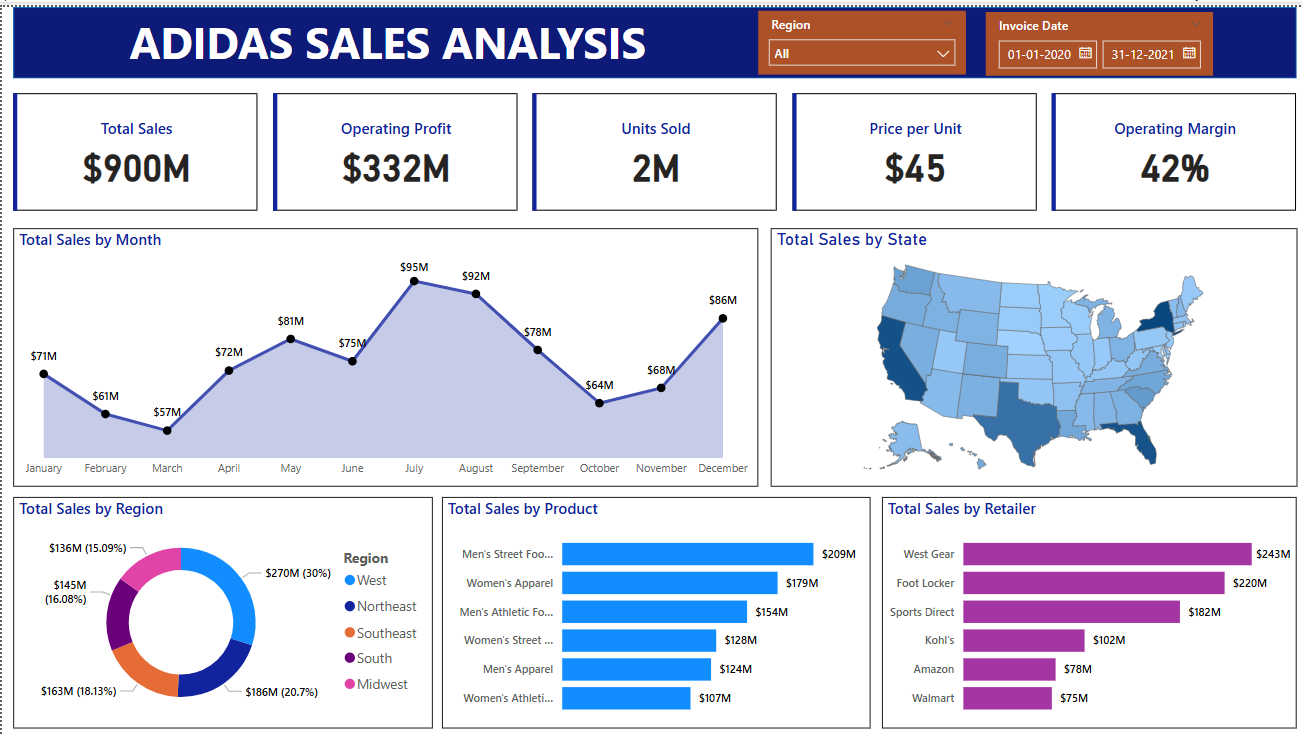 ADIDAS SALES ANALYSIS
Region
All
Invoice Date
01-01-2020
31-12-2021
Total Sales
$900M
Operating Profit
$332M
Units Sold
2M
Price per Unit
$45
Operating Margin
42%
Total Sales by Month
$71M
$61M
$57M
$72M
$81M
$75M
$95M
$92M
$78M
$64M
$68M
$86M
January February March April May June July August September October November December
Total Sales by State
Total Sales by Region
$136M (15.09%)
$145M
(16.08%)
$163M (18.13%)
$270M (30%)
$186M (20.7%)
Region
West
Northeast
Southeast
South
Midwest
Total Sales by Product
Men's Street Foo... $209M
Women's Apparel $179M
Men's Athletic Fo... $154M
Women's Street ... $128M
Men's Apparel $124M
Women's Athleti... $107M
Total Sales by Retailer
West Gear $243M
Foot Locker $220M
Sports Direct $182M
Kohl's $102M
Amazon $78M
Walmart $75M